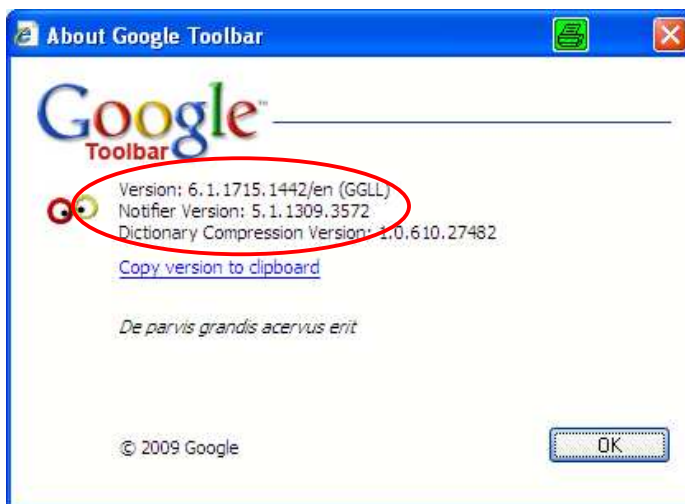 About Google Toolbar
Google™
Toolbar
Version: 6.1.1715.1442/en (GGLL)
Notifier Version: 5.1.1309.3572
Dictionary Compression Version: 1.0.610.27482
Copy version to clipboard
De parvis grandis acervus erit
© 2009 Google
OK